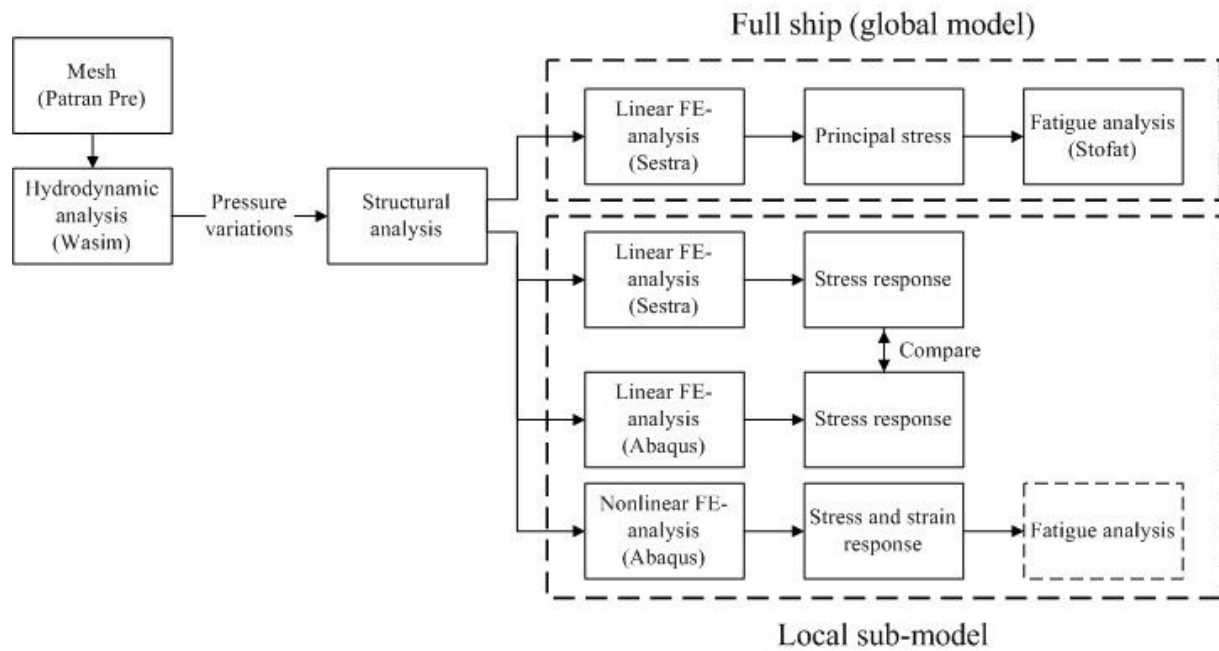 Full ship (global model)
Mesh
(Patran Pre)
Hydrodynamic
analysis
(Wasim)
Pressure
variations
Structural
analysis
Linear FE-
analysis
(Sestra)
Principal stress
Fatigue analysis
(Stofat)
Linear FE-
analysis
(Sestra)
Stress response
Compare
Linear FE-
analysis
(Abaqus)
Stress response
Nonlinear FE-
analysis
(Abaqus)
Stress and strain
response
Fatigue analysis
Local sub-model